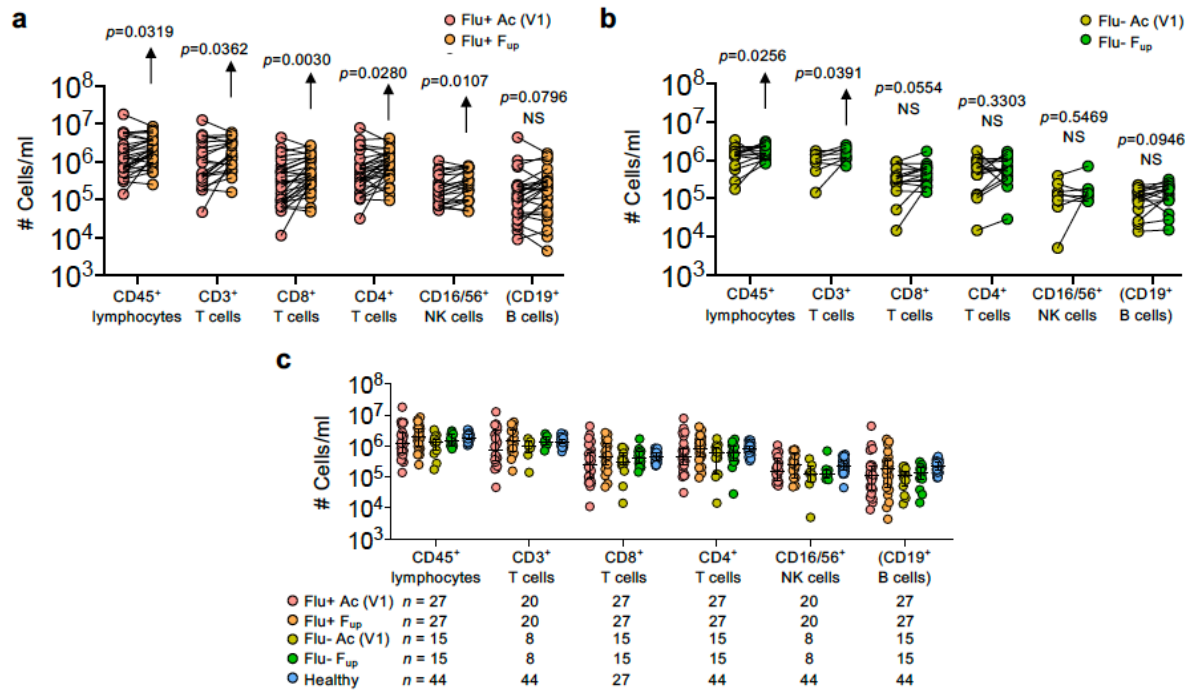 a
Flu+ Ac (V1)
Flu+ Fup
p=0.0319
p=0.0362
p=0.0030
p=0.0280
p=0.0107
p=0.0796
NS
# Cells/ml
10⁸
10⁷
10⁶
10⁵
10⁴
10³
CD45⁺ lymphocytes
CD3⁺ T cells
CD8⁺ T cells
CD4⁺ T cells
CD16/56⁺ NK cells
(CD19⁺ B cells)
b
Flu- Ac (V1)
Flu- Fup
p=0.0256
p=0.0391
p=0.0554
NS
p=0.3303
NS
p=0.5469
NS
p=0.0946
NS
# Cells/ml
10⁸
10⁷
10⁶
10⁵
10⁴
10³
CD45⁺ lymphocytes
CD3⁺ T cells
CD8⁺ T cells
CD4⁺ T cells
CD16/56⁺ NK cells
(CD19⁺ B cells)
c
# Cells/ml
10⁸
10⁷
10⁶
10⁵
10⁴
10³
CD45⁺ lymphocytes
CD3⁺ T cells
CD8⁺ T cells
CD4⁺ T cells
CD16/56⁺ NK cells
(CD19⁺ B cells)
Flu+ Ac (V1) n = 27 20 27 27 20 27
Flu+ Fup n = 27 20 27 27 20 27
Flu- Ac (V1) n = 15 8 15 15 8 15
Flu- Fup n = 15 8 15 15 8 15
Healthy n = 44 44 27 44 44 44